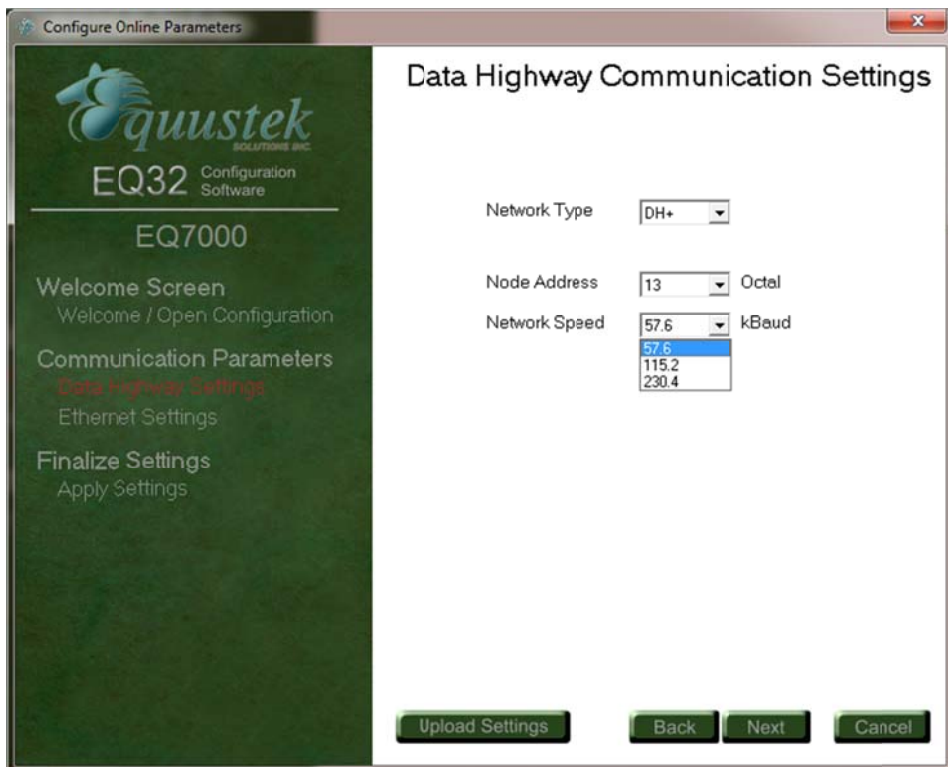 Configure Online Parameters
Equustek
SOLUTIONS INC.
EQ32 Configuration Software
EQ7000
Welcome Screen
Welcome / Open Configuration
Communication Parameters
Data Highway Settings
Ethernet Settings
Finalize Settings
Apply Settings
Data Highway Communication Settings
Network Type DH+
Node Address 13 Octal
Network Speed 57.6 kBaud
57.6
115.2
230.4
Upload Settings Back Next Cancel